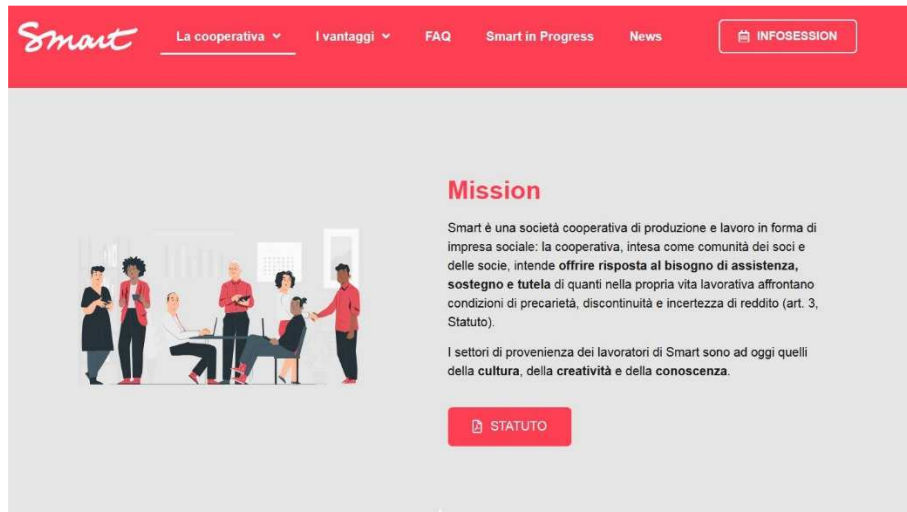 Smart La cooperativa I vantaggi FAQ Smart in Progress News INFOSESSION
Mission
Smart è una società cooperativa di produzione e lavoro in forma di
impresa sociale: la cooperativa, intesa come comunità dei soci e
delle socie, intende offrire risposta al bisogno di assistenza,
sostegno e tutela di quanti nella propria vita lavorativa affrontano
condizioni di precarietà, discontinuità e incertezza di reddito (art. 3,
Statuto).
I settori di provenienza dei lavoratori di Smart sono ad oggi quelli
della cultura, della creatività e della conoscenza.
STATUTO